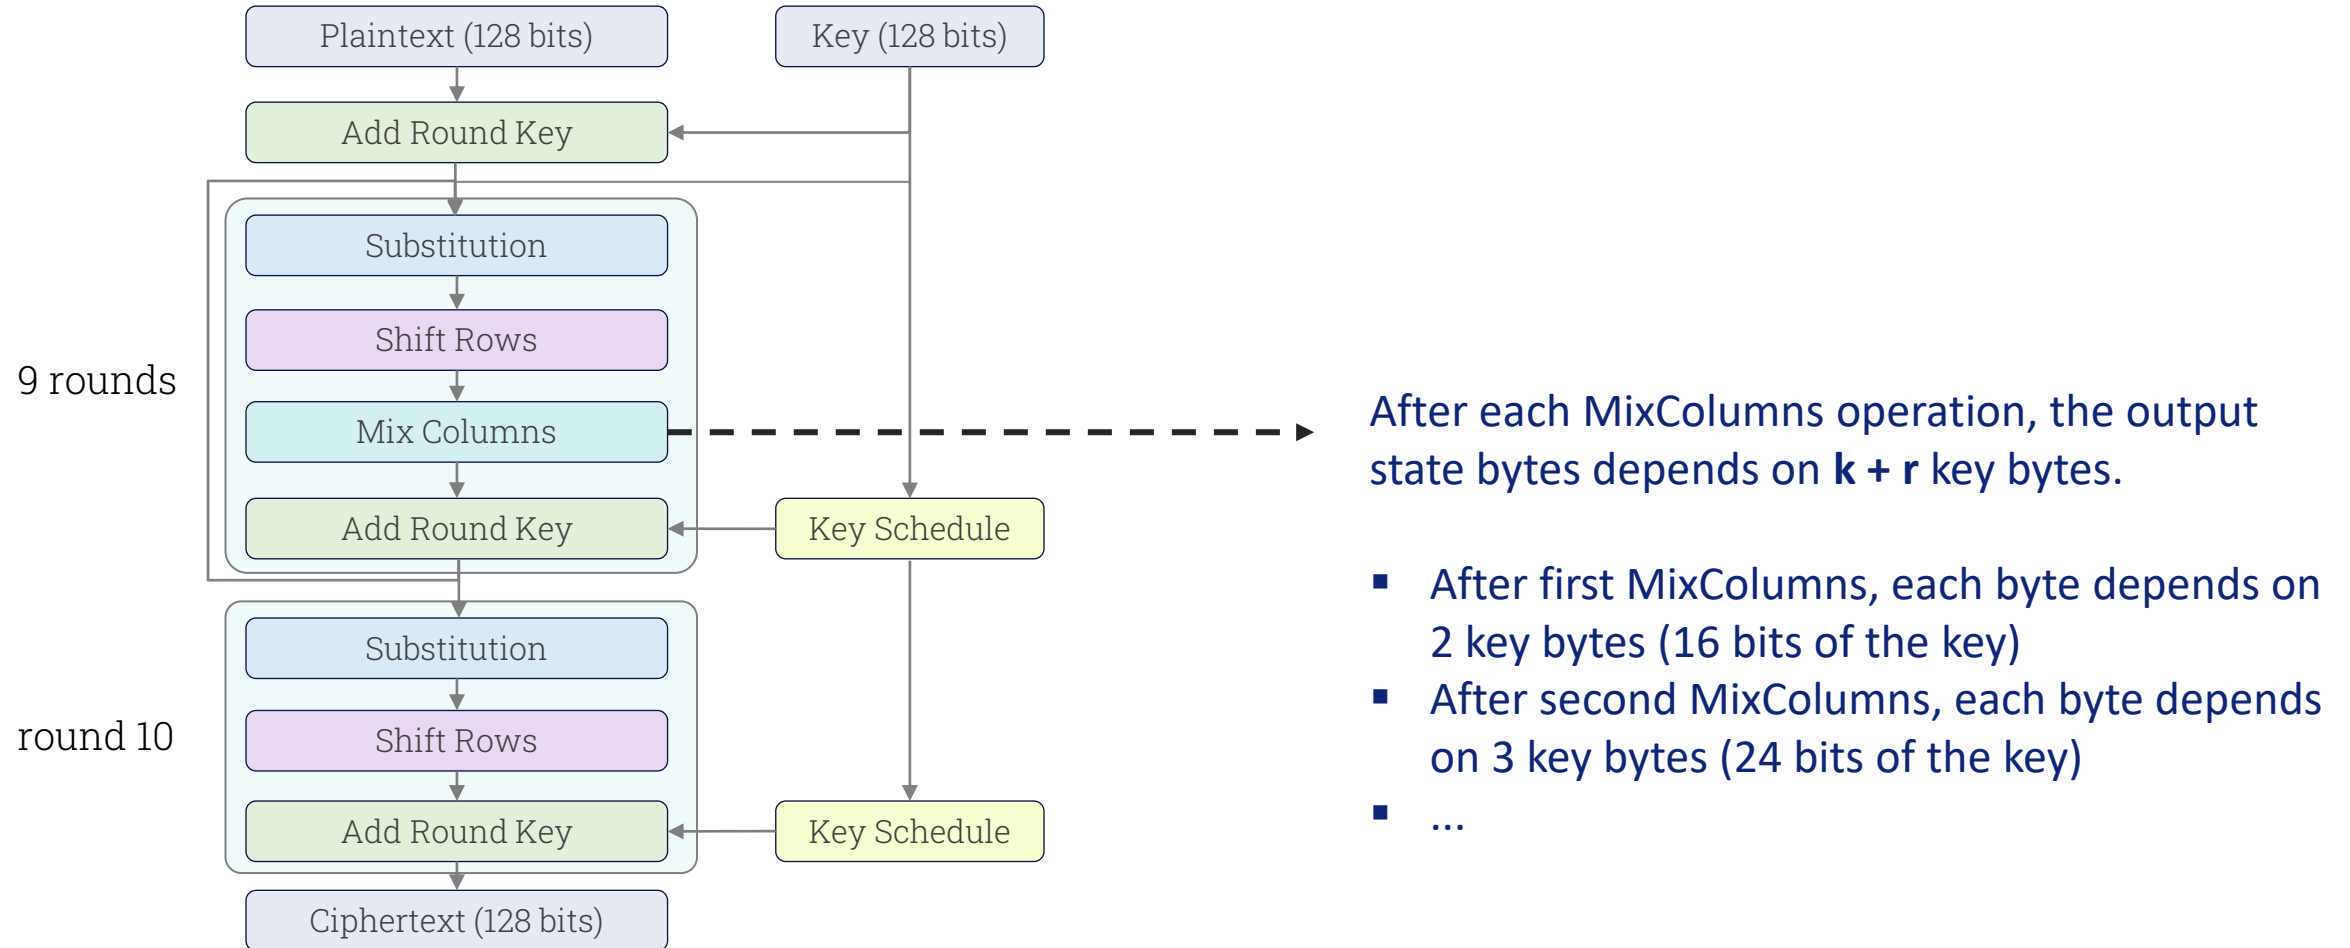 Plaintext (128 bits)
Key (128 bits)
Add Round Key
Substitution
Shift Rows
9 rounds
Mix Columns
Add Round Key
Key Schedule
Substitution
Shift Rows
round 10
Add Round Key
Key Schedule
Ciphertext (128 bits)
After each MixColumns operation, the output
state bytes depends on k + r key bytes.
▪ After first MixColumns, each byte depends on
2 key bytes (16 bits of the key)
▪ After second MixColumns, each byte depends
on 3 key bytes (24 bits of the key)
▪ ...